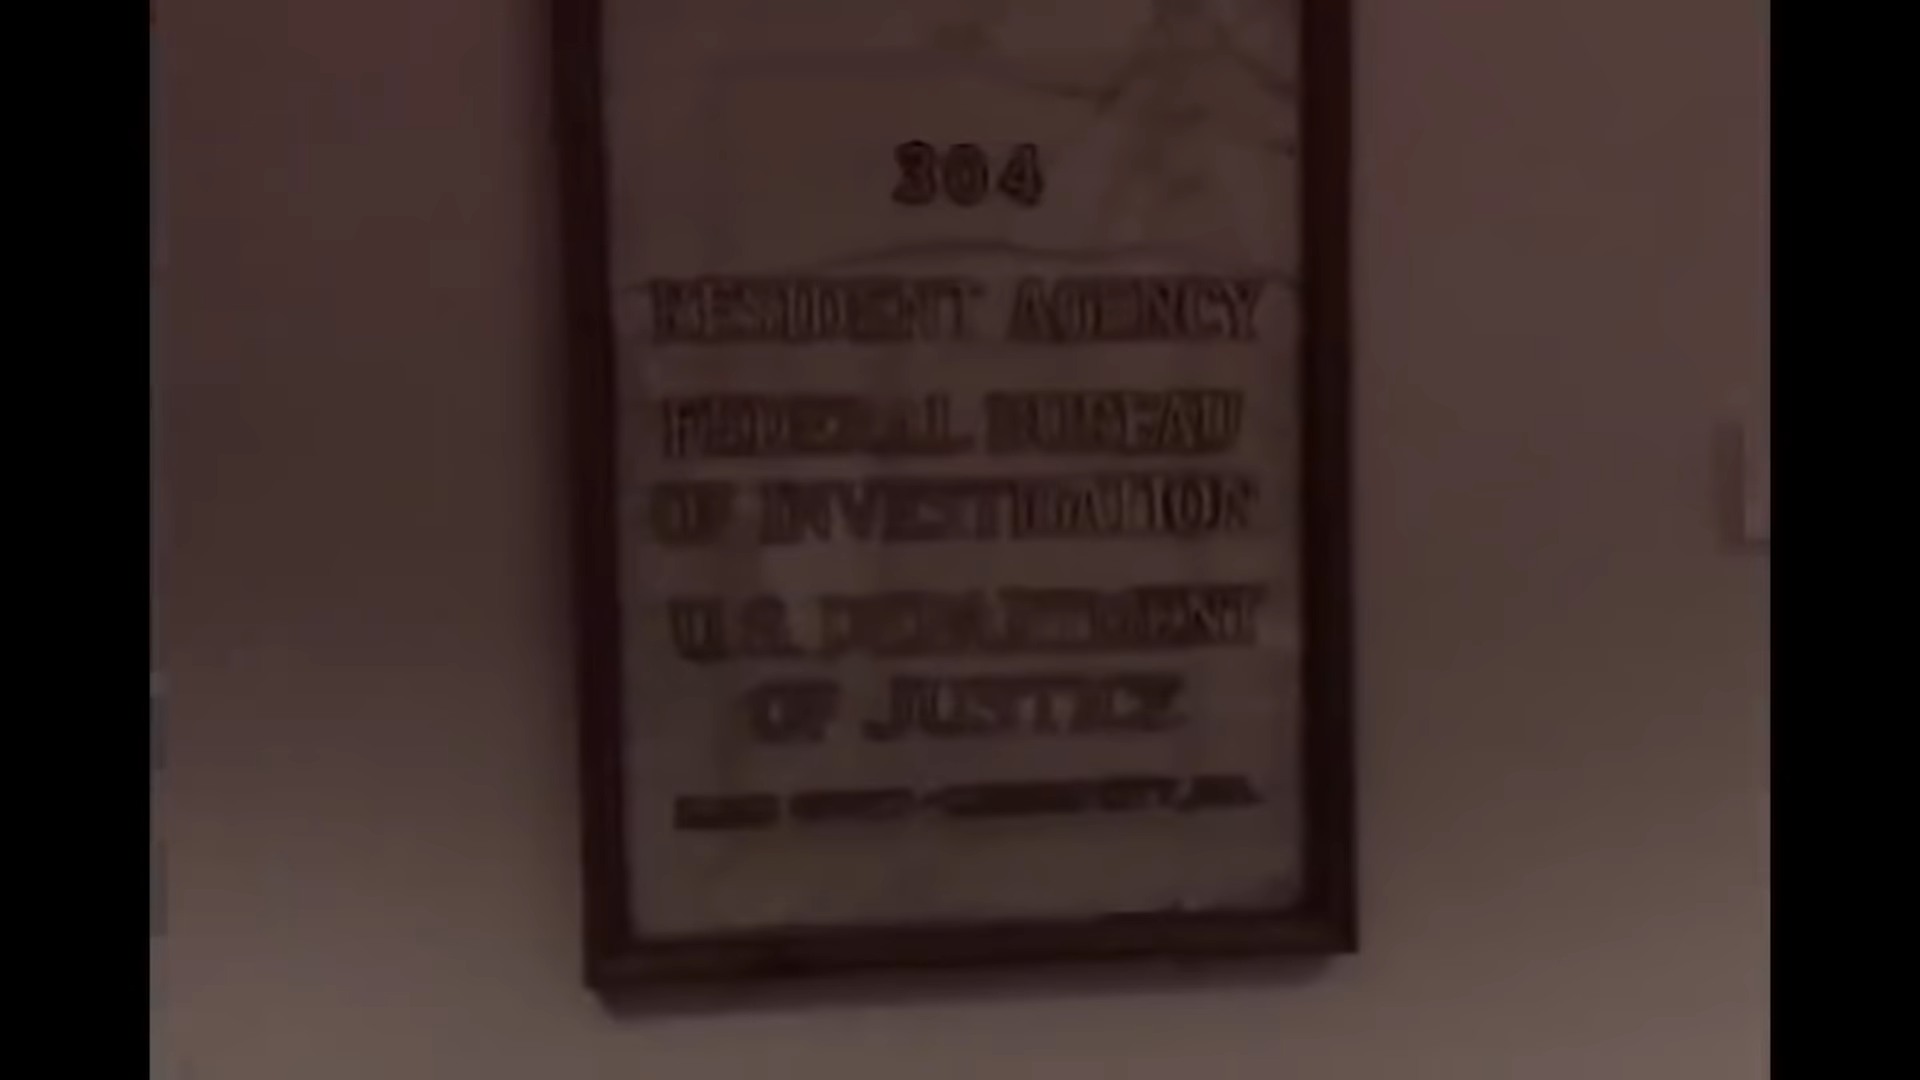 304
RESIDENT AGENCY
FEDERAL BUREAU
OF INVESTIGATION
U.S. DEPARTMENT
OF JUSTICE